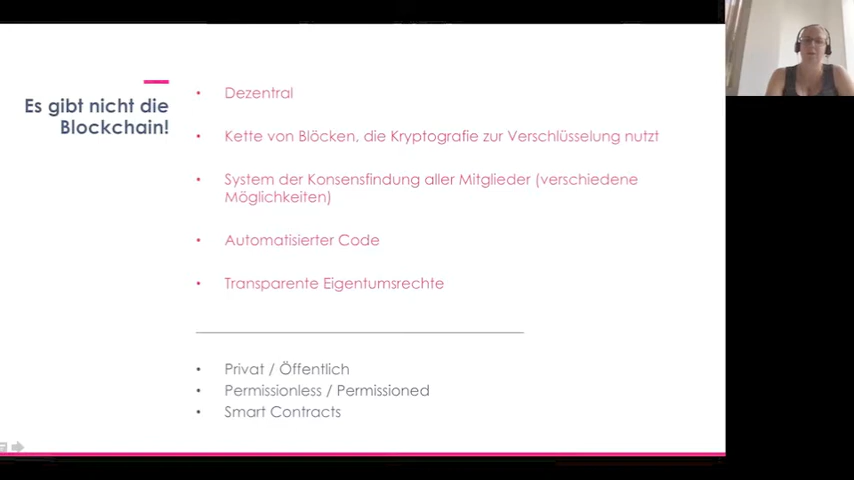 Es gibt nicht die
Blockchain!
• Dezentral
• Kette von Blöcken, die Kryptografie zur Verschlüsselung nutzt
• System der Konsensfindung aller Mitglieder (verschiedene
Möglichkeiten)
• Automatisierter Code
• Transparente Eigentumsrechte
• Privat / Öffentlich
• Permissionless / Permissioned
• Smart Contracts